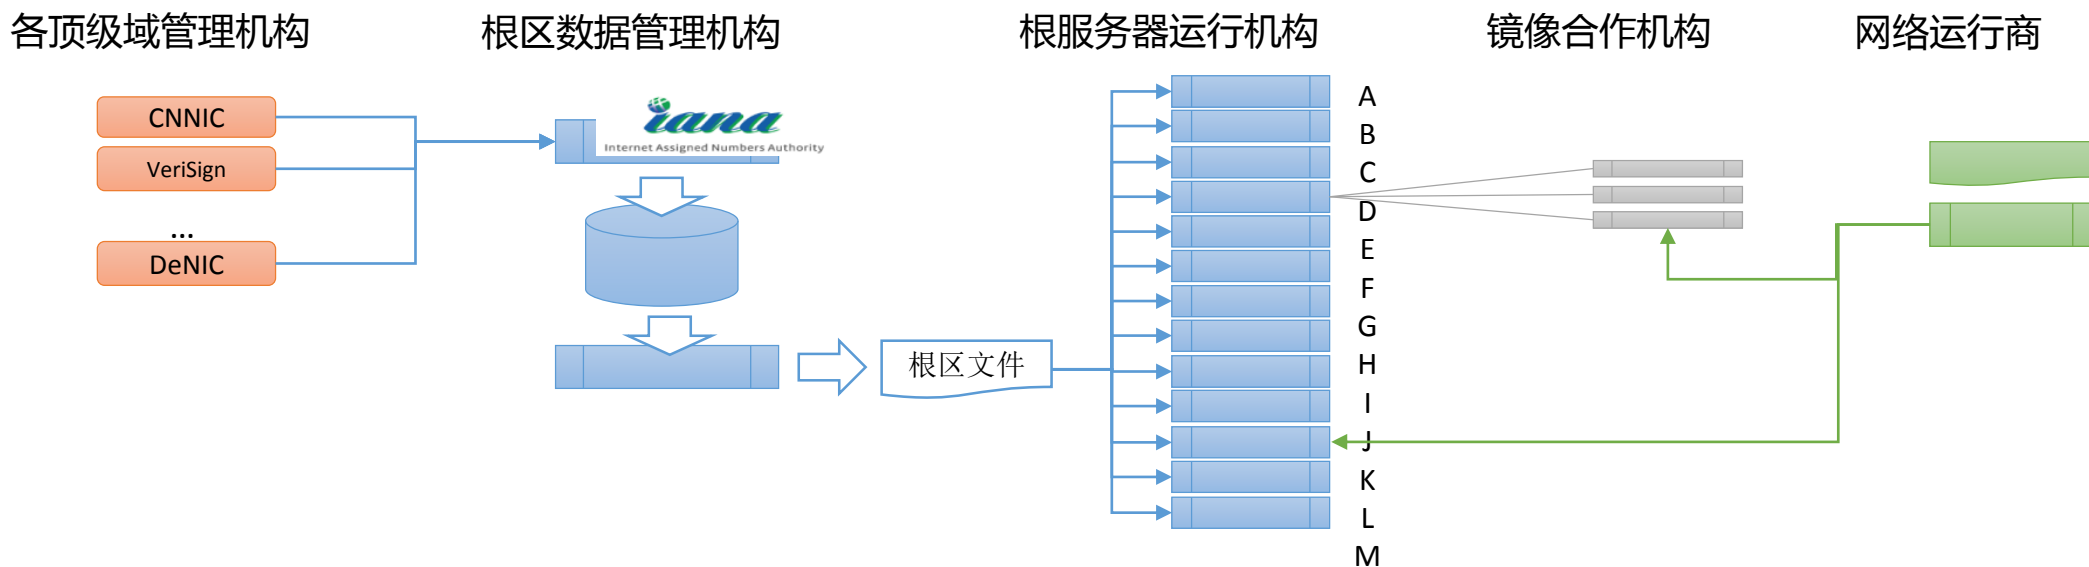 各顶级域管理机构
根区数据管理机构
根服务器运行机构
镜像合作机构
网络运行商
CNNIC
VeriSign
...
DeNIC
iana
Internet Assigned Numbers Authority
根区文件
A
B
C
D
E
F
G
H
I
J
K
L
M